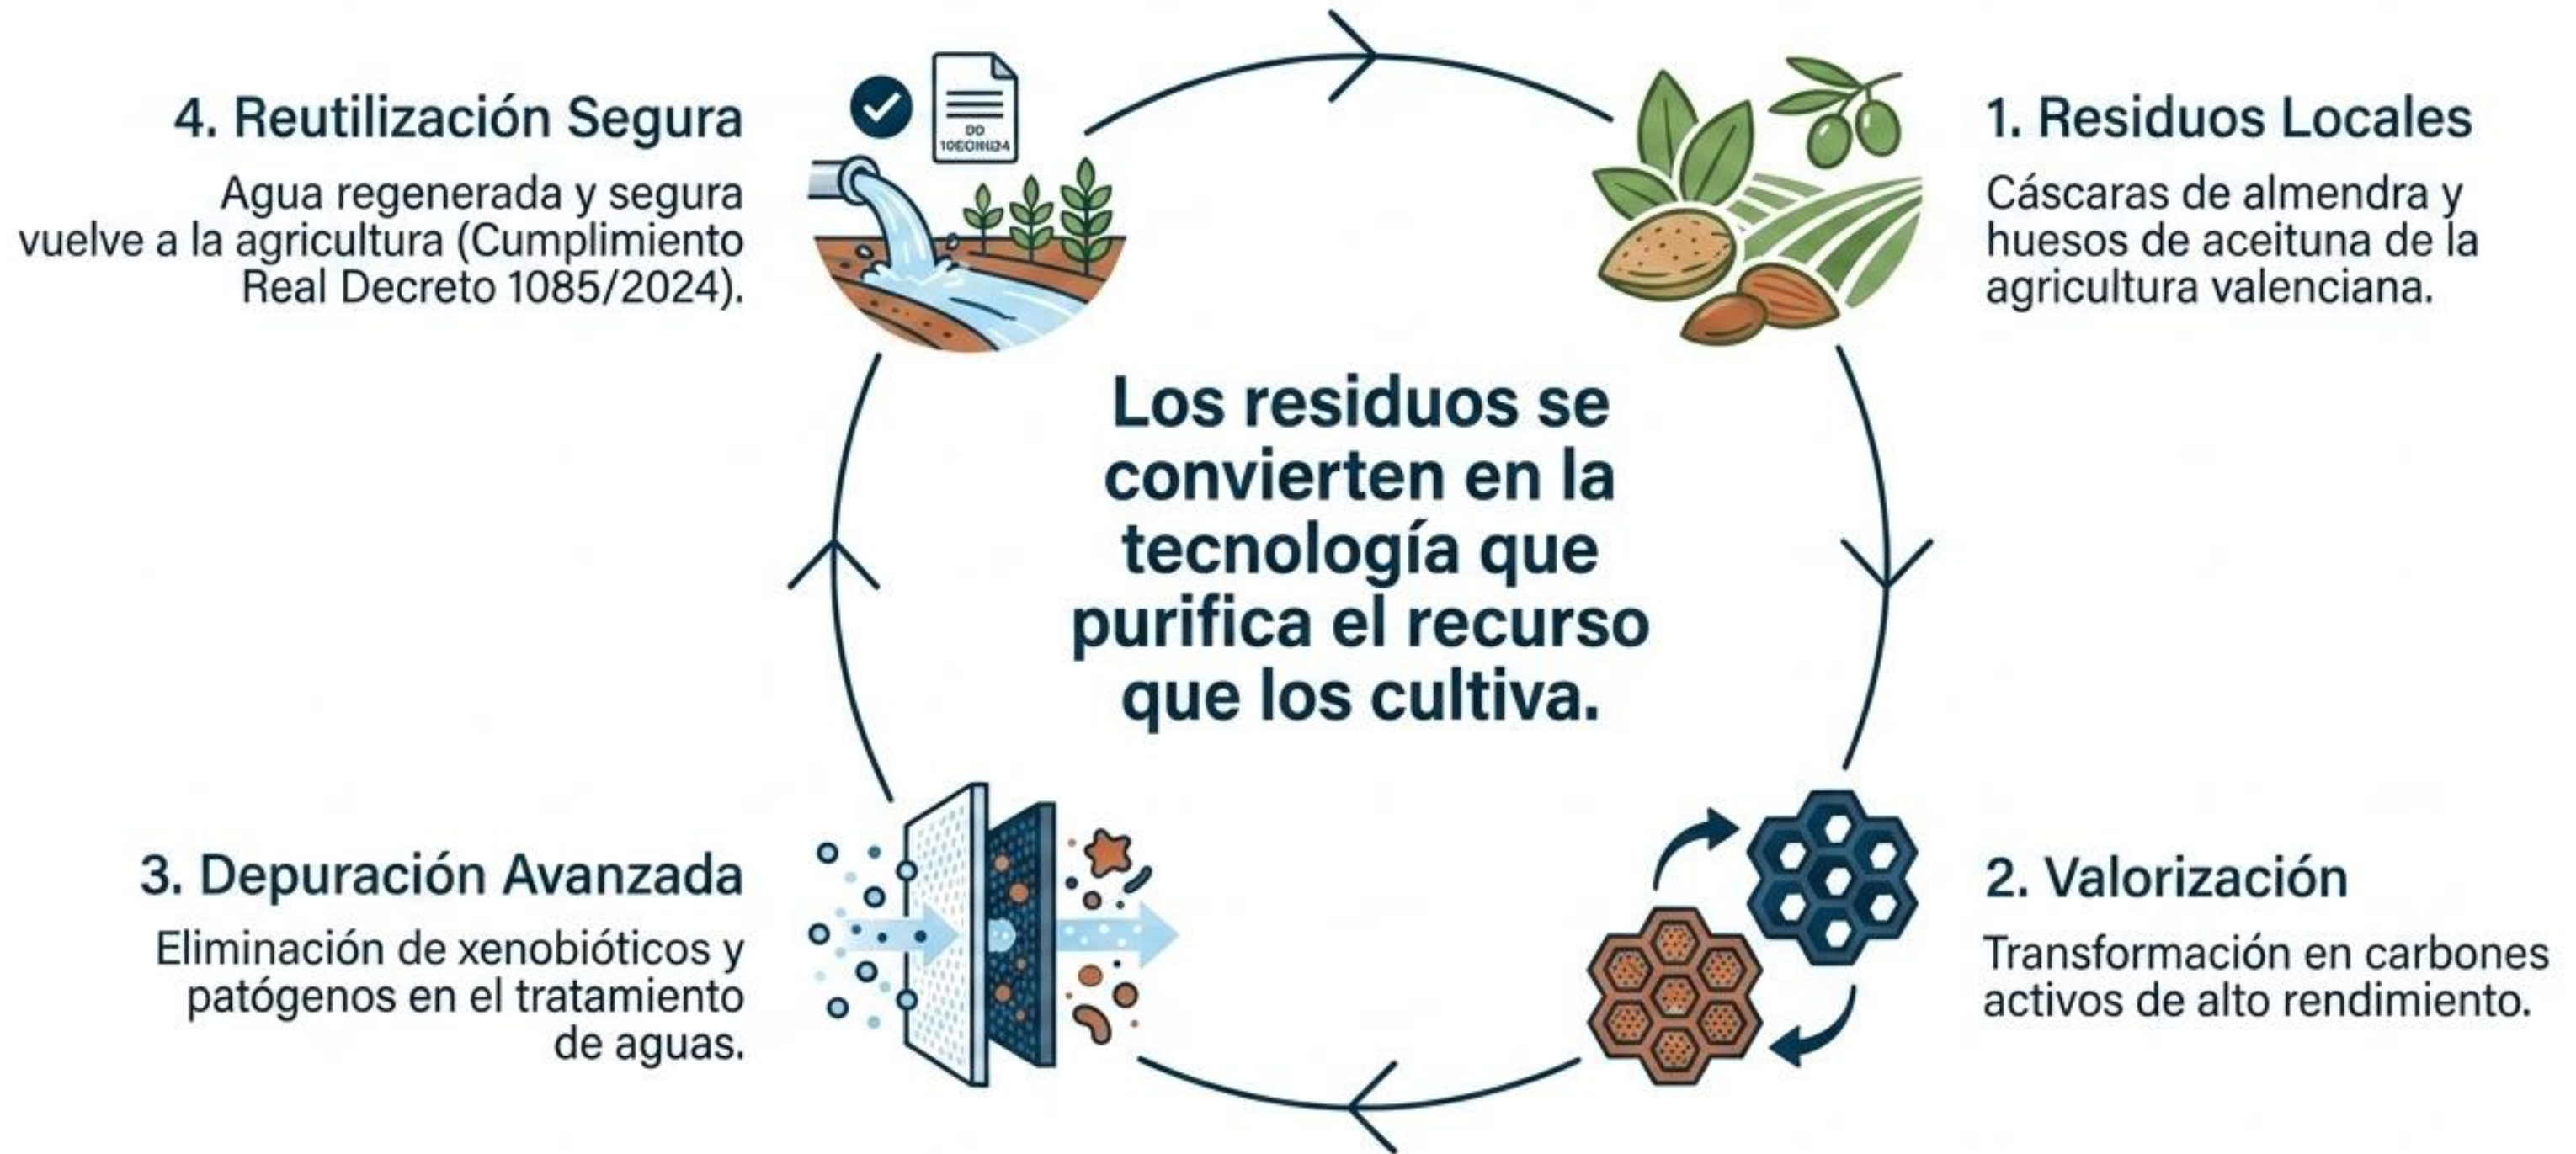 4. Reutilización Segura
Agua regenerada y segura
vuelve a la agricultura (Cumplimiento
Real Decreto 1085/2024).
DO
1. Residuos Locales
Cáscaras de almendra y
huesos de aceituna de la
agricultura valenciana.
Los residuos se
convierten en la
tecnología que
purifica el recurso
que los cultiva.
3. Depuración Avanzada
Eliminación de xenobióticos y
patógenos en el tratamiento
de aguas.
2. Valorización
Transformación en carbones
activos de alto rendimiento.